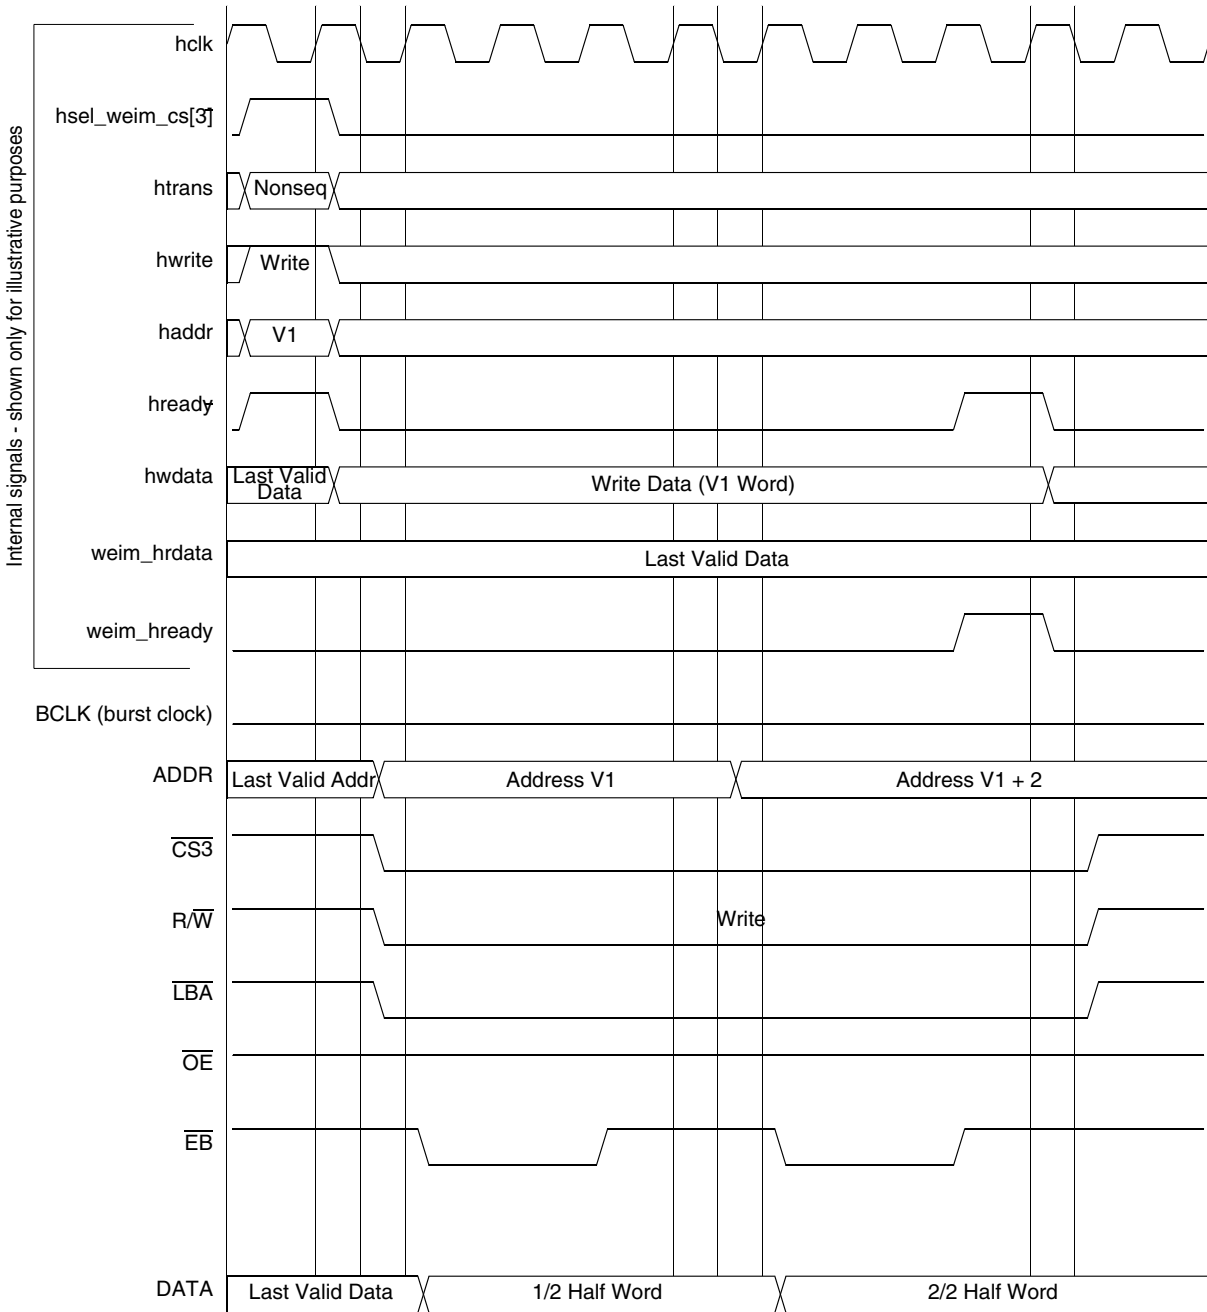 Internal signals - shown only for illustrative purposes
hclk
hsel_weim_cs[3]
htrans
Nonseq
hwrite
Write
haddr
V1
hready
hwdata
Last Valid
Data
Write Data (V1 Word)
weim_hrdata
Last Valid Data
weim_hready
BCLK (burst clock)
ADDR
Last Valid Addr
Address V1
Address V1 + 2
CS3
R/W
Write
LBA
OE
EB
DATA
Last Valid Data
1/2 Half Word
2/2 Half Word